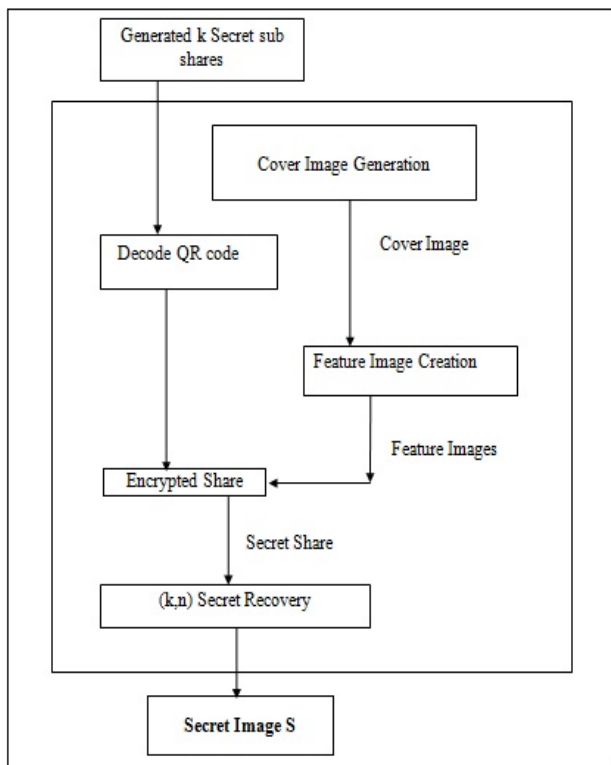 Generated k Secret sub
shares
Cover Image Generation
Decode QR code
Cover Image
Feature Image Creation
Feature Images
Encrypted Share
Secret Share
(k,n) Secret Recovery
Secret Image S